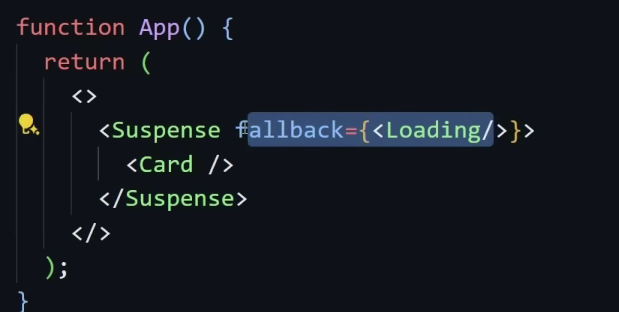 function App() {
return (
<>
<Suspense fallback={<Loading/>}>
<Card />
</Suspense>
</>
);
}